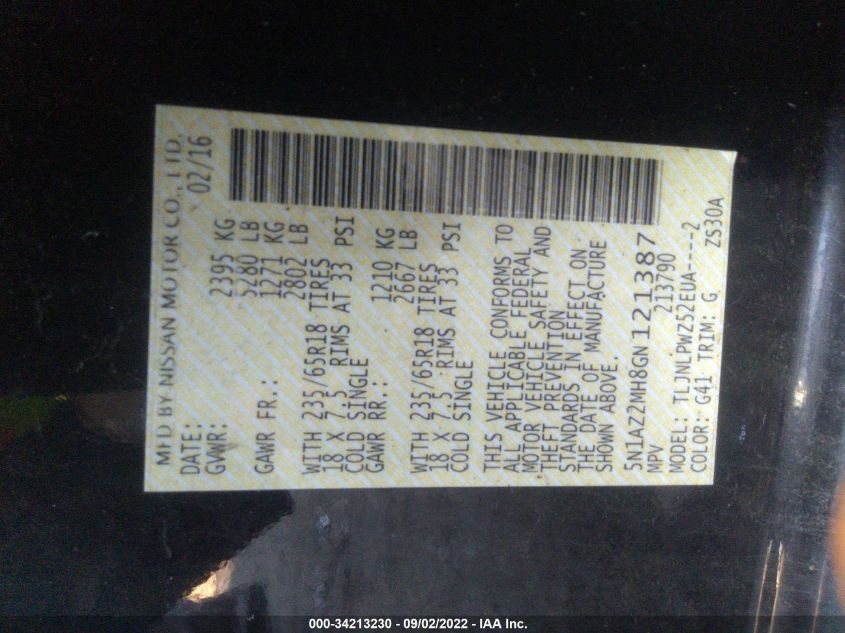 MFD BY NISSAN MOTOR CO., LTD.
DATE: 02/16
GVWR: 2395 KG
5280 LB
GAWR FR.: 1271 KG
2802 LB
WITH 235/65R18 TIRES
18 X 7.5 RIMS AT 33 PSI
COLD SINGLE
GAWR RR.: 1210 KG
2667 LB
WITH 235/65R18 TIRES
18 X 7.5 RIMS AT 33 PSI
COLD SINGLE
THIS VEHICLE CONFORMS TO
ALL APPLICABLE FEDERAL
MOTOR VEHICLE SAFETY AND
THEFT PREVENTION
STANDARDS IN EFFECT ON
THE DATE OF MANUFACTURE
SHOWN ABOVE.
5N1AZ2MH8GN121387
MPV 213790
MODEL: TLJNLPWZ52EUA----2
COLOR: G41 TRIM: G ZS30A
000-34213230 - 09/02/2022 - IAA Inc.